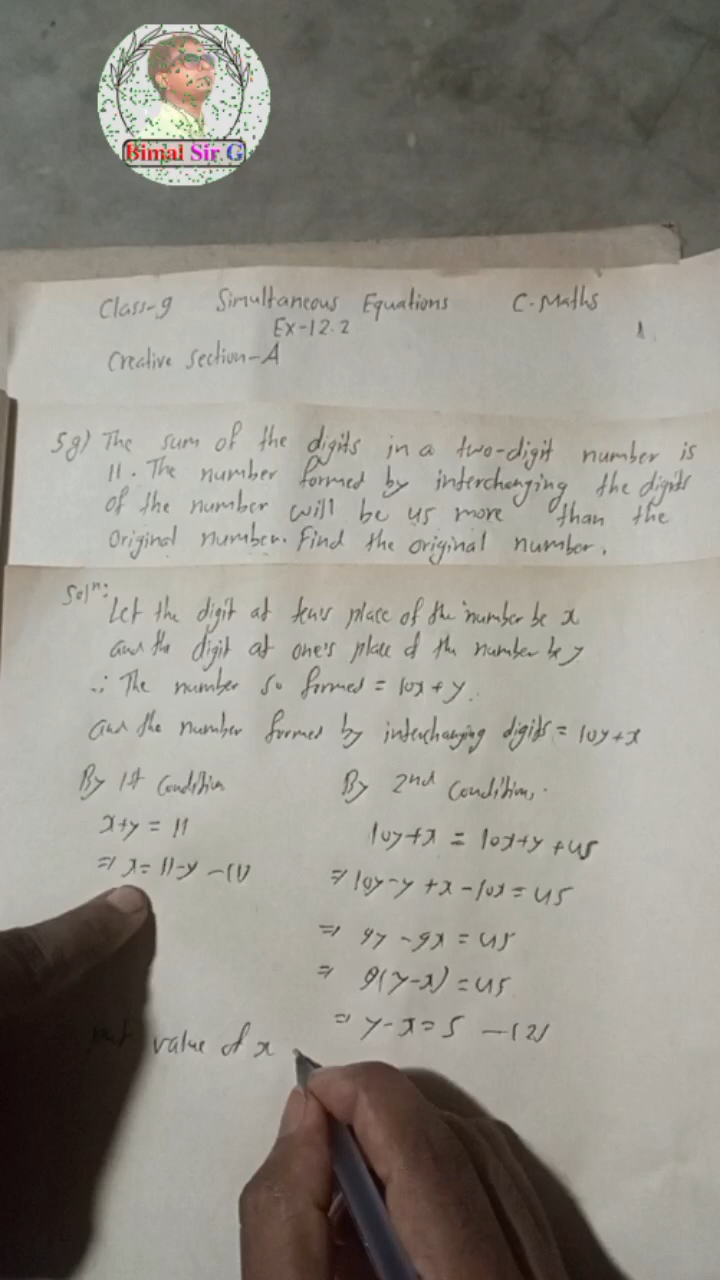 Bimal Sir G
Class-9 Simultaneous Equations C. Maths
Ex-12.2
Creative section-A
5g) The sum of the digits in a two-digit number is
11. The number formed by interchanging the digits
of the number will be 45 more than the
original number. Find the original number.
Solⁿ:
Let the digit at ten's place of the number be x
and the digit at one's place of the number be y
∴ The number so formed = 10x + y.
and the number formed by interchanging digits = 10y + x
By 1st Condition
x+y = 11
⇒ x = 11-y -(1)
By 2nd Condition,
10y+x = 10x+y +45
⇒ 10y-y +x-10x = 45
⇒ 9y - 9x = 45
⇒ 9(y-x) = 45
⇒ y-x = 5 -(2)
put value of x